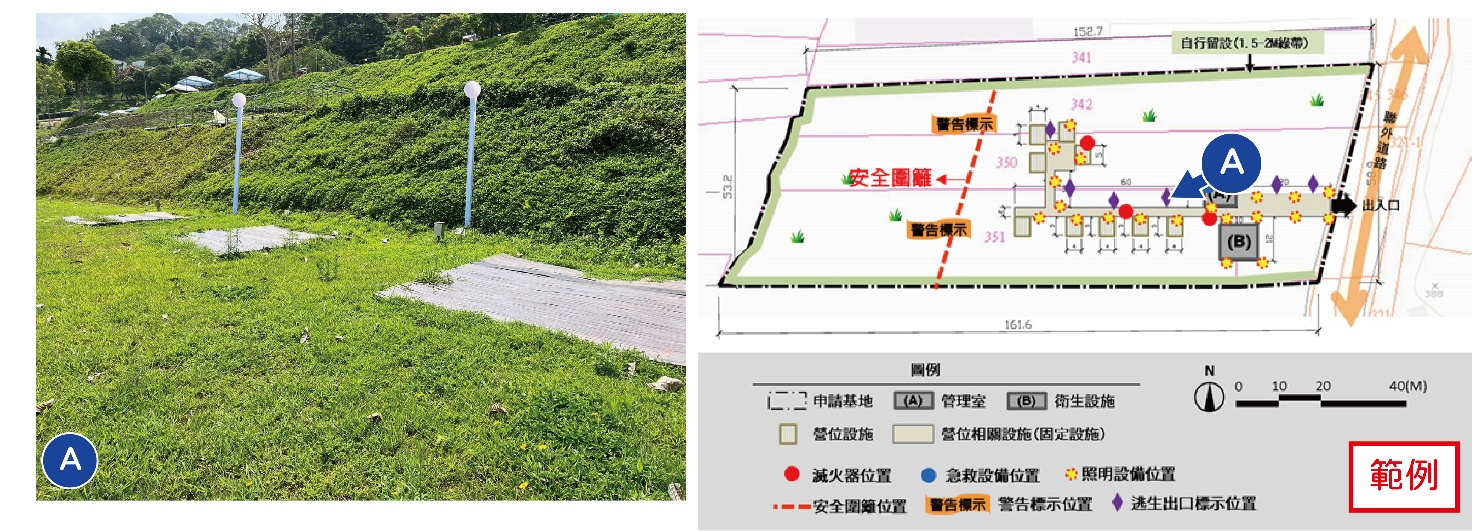 A
152.7
自行留設(1.5-2M綠帶)
341
342
警告標示
350
A
聯外道路
安全圍籬
53.2
60
20
(A)
出入口
警告標示
351
10
(B)
12
161.6
圖例
N
0 10 20 40(M)
申請基地 (A) 管理室 (B) 衛生設施
營位設施 營位相關設施(固定設施)
滅火器位置 急救設備位置 照明設備位置
安全圍籬位置 警告標示 警告標示位置 逃生出口標示位置
範例